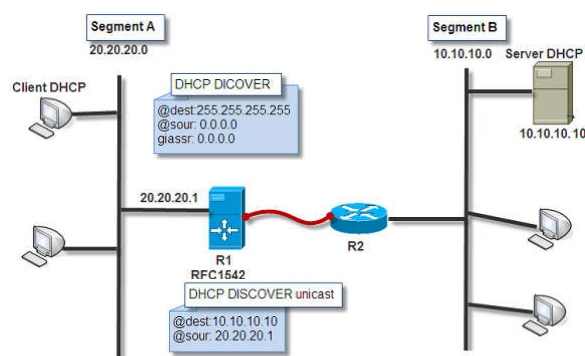 Segment A
20.20.20.0
Segment B
10.10.10.0
Server DHCP
Client DHCP
DHCP DICOVER
@dest:255.255.255.255
@sour: 0.0.0.0
giassr: 0.0.0.0
10.10.10.10
20.20.20.1
R1
RFC1542
R2
DHCP DISCOVER unicast
@dest:10.10.10.10
@sour: 20.20.20.1